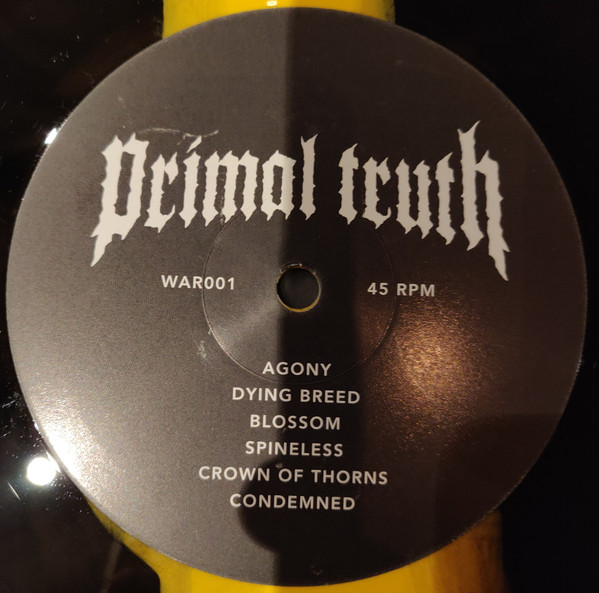 primal truth
WAR001
45 RPM
AGONY
DYING BREED
BLOSSOM
SPINELESS
CROWN OF THORNS
CONDEMNED